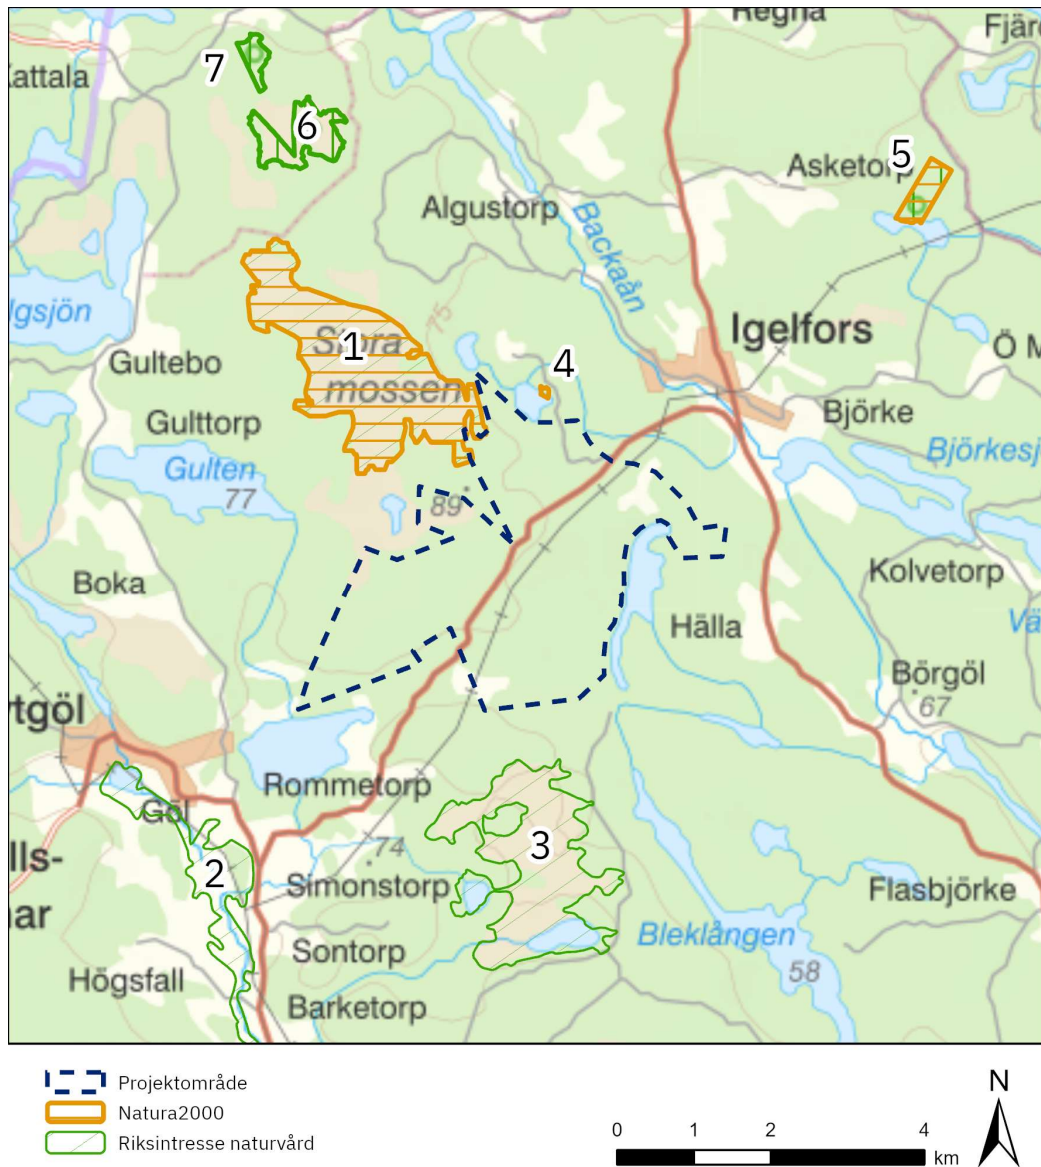 Regna
Fjär
Kattala
7
6
5
Asketorp
Algustorp
Backaån
lgsjön
75
Igelfors
Stora
1
mossen
Gultebo
4
Ö M
Gulttorp
Björke
Gulten
77
89
Björkesj
Boka
Kolvetorp
Hälla
Vä
Börgöl
67
rtgöl
Rommetorp
Göl
74
3
2
lls-
Simonstorp
Flasbjörke
nar
Sontorp
Bleklången
58
Högsfall
Barketorp
Projektområde
Natura2000
Riksintresse naturvård
0 1 2 4
km
N